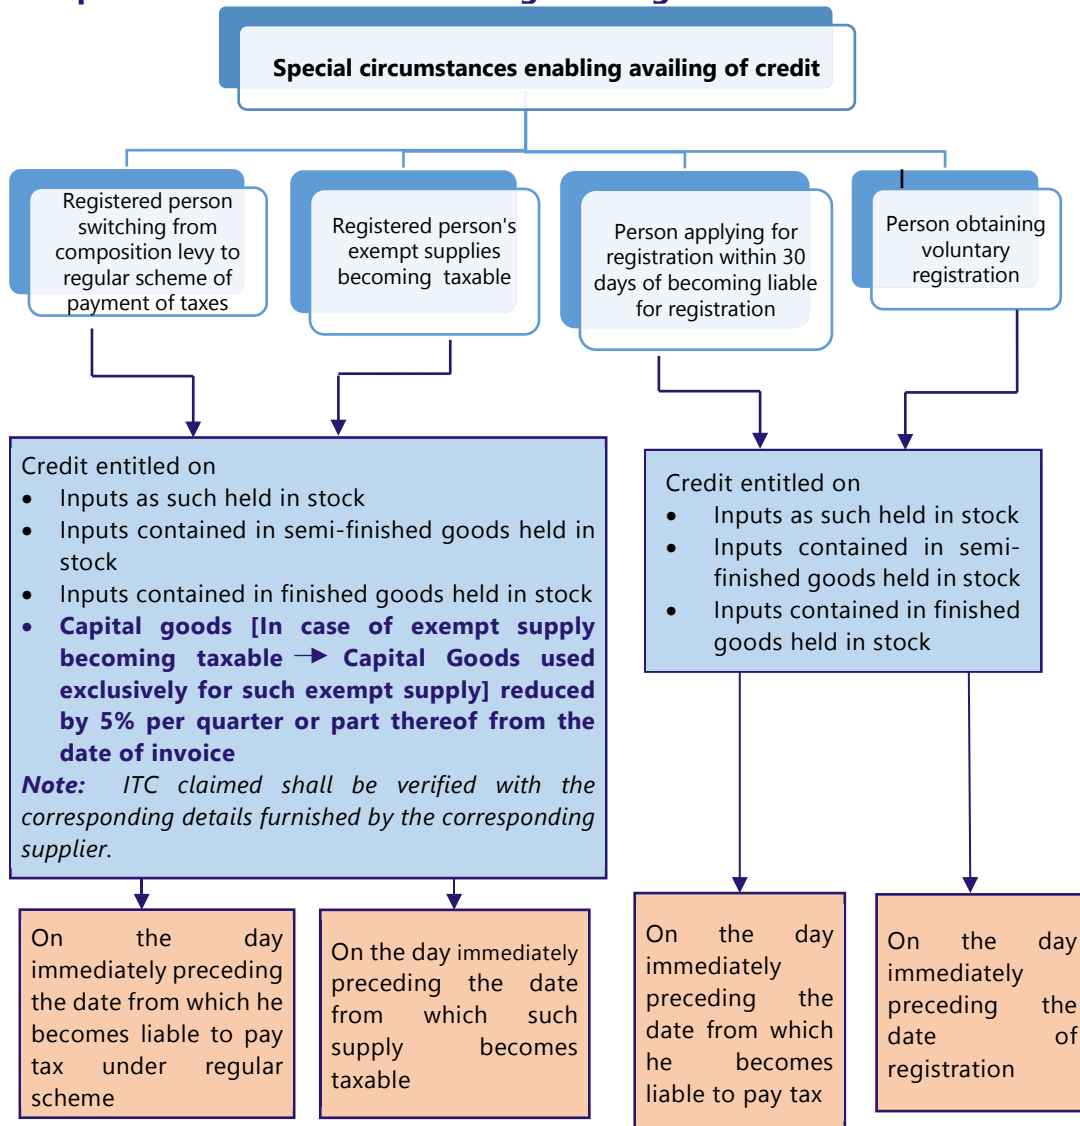 Special circumstances enabling availing of credit
Registered person
switching from
composition levy to
regular scheme of
payment of taxes
Registered person's
exempt supplies
becoming taxable
Person applying for
registration within 30
days of becoming liable
for registration
Person obtaining
voluntary
registration
Credit entitled on
• Inputs as such held in stock
• Inputs contained in semi-finished goods held in
stock
• Inputs contained in finished goods held in stock
• Capital goods [In case of exempt supply
becoming taxable → Capital Goods used
exclusively for such exempt supply] reduced
by 5% per quarter or part thereof from the
date of invoice
Note: ITC claimed shall be verified with the
corresponding details furnished by the corresponding
supplier.
Credit entitled on
• Inputs as such held in stock
• Inputs contained in semi-
finished goods held in stock
• Inputs contained in finished
goods held in stock
On the day
immediately preceding
the date from which he
becomes liable to pay
tax under regular
scheme
On the day immediately
preceding the date
from which such
supply becomes
taxable
On the day
immediately
preceding the
date from which
he becomes
liable to pay tax
On the day
immediately
preceding the
date of
registration